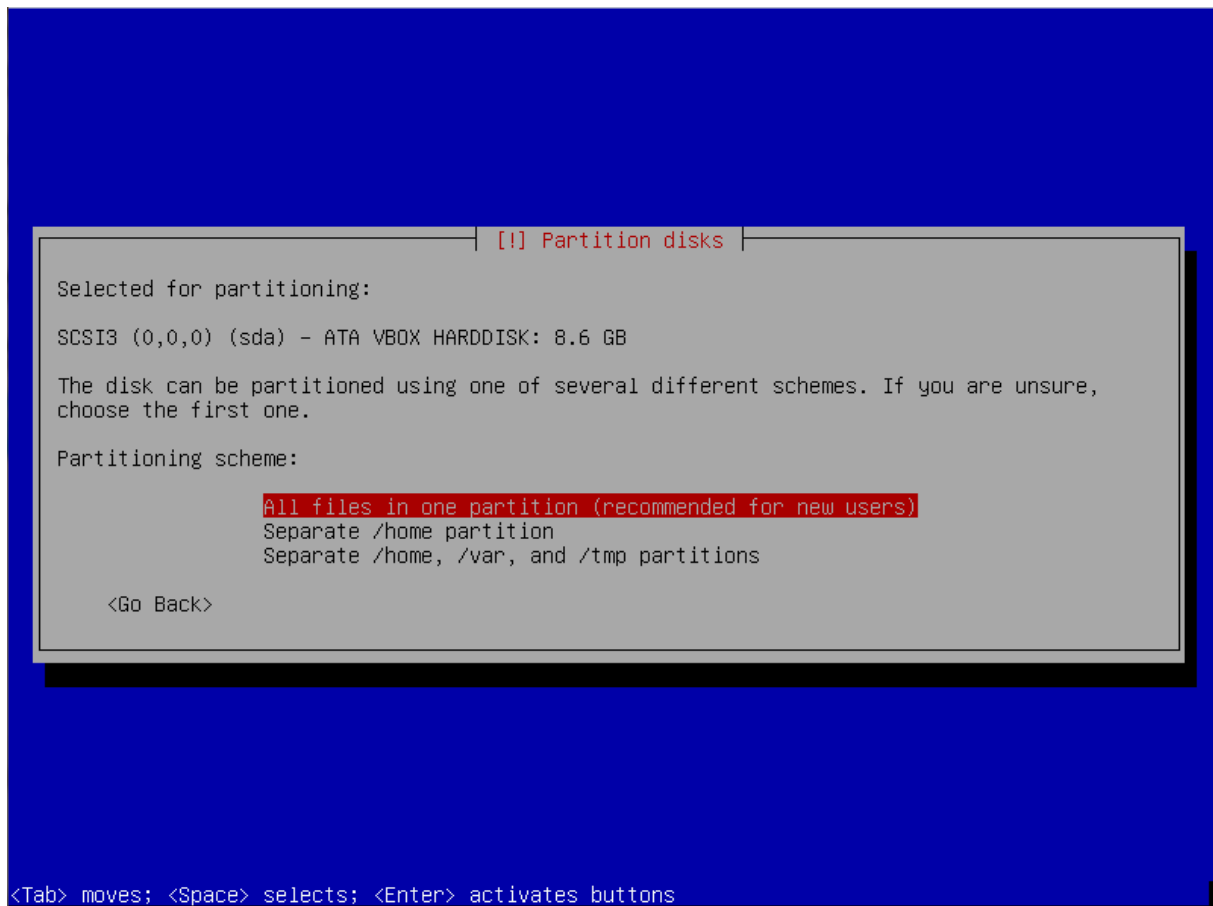 [!] Partition disks
Selected for partitioning:
SCSI3 (0,0,0) (sda) – ATA VBOX HARDDISK: 8.6 GB
The disk can be partitioned using one of several different schemes. If you are unsure,
choose the first one.
Partitioning scheme:
All files in one partition (recommended for new users)
Separate /home partition
Separate /home, /var, and /tmp partitions
<Go Back>
<Tab> moves; <Space> selects; <Enter> activates buttons